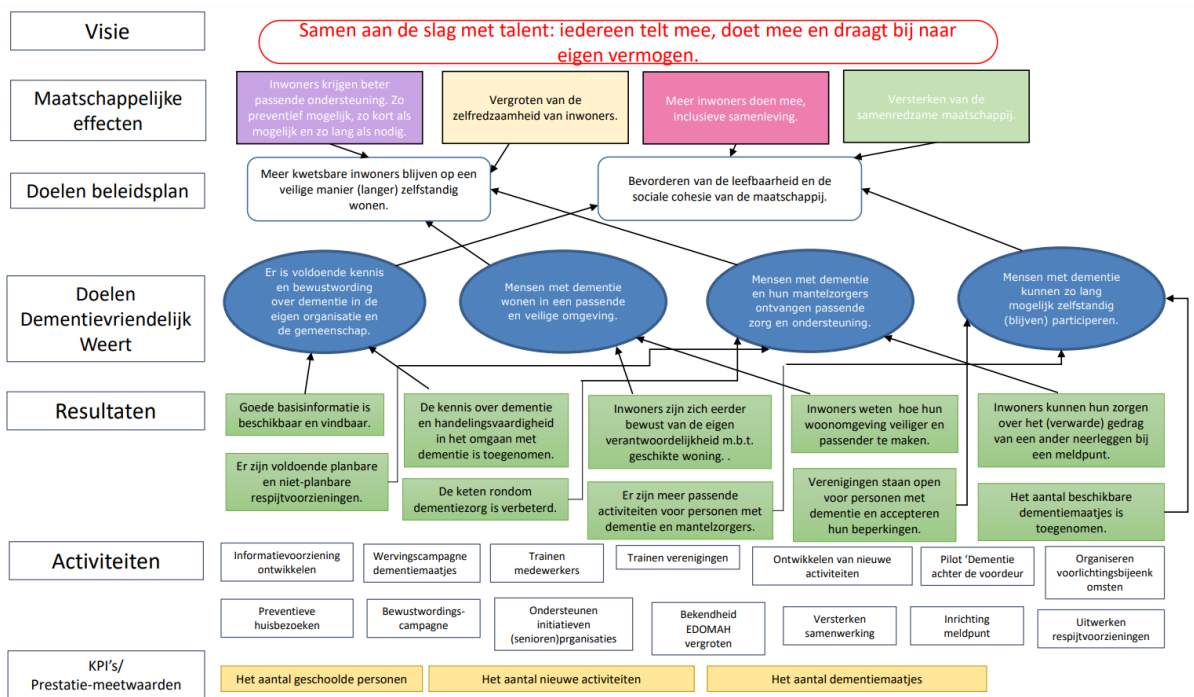 Visie
Samen aan de slag met talent: iedereen telt mee, doet mee en draagt bij naar
eigen vermogen.
Maatschappelijke
effecten
Inwoners krijgen beter
passende ondersteuning. Zo
preventief mogelijk, zo kort als
mogelijk en zo lang als nodig.
Vergroten van de
zelfredzaamheid van inwoners.
Meer inwoners doen mee,
inclusieve samenleving.
Versterken van de
samenredzame maatschappij.
Doelen beleidsplan
Meer kwetsbare inwoners blijven op een
veilige manier (langer) zelfstandig
wonen.
Bevorderen van de leefbaarheid en de
sociale cohesie van de maatschappij.
Doelen
Dementievriendelijk
Weert
Er is voldoende kennis
en bewustwording
over dementie in de
eigen organisatie en
de gemeenschap.
Mensen met dementie
wonen in een passende
en veilige omgeving.
Mensen met dementie
en hun mantelzorgers
ontvangen passende
zorg en ondersteuning.
Mensen met dementie
kunnen zo lang
mogelijk zelfstandig
(blijven) participeren.
Resultaten
Goede basisinformatie is
beschikbaar en vindbaar.
De kennis over dementie
en handelingsvaardigheid
in het omgaan met
dementie is toegenomen.
Inwoners zijn zich eerder
bewust van de eigen
verantwoordelijkheid m.b.t.
geschikte woning. .
Inwoners weten hoe hun
woonomgeving veiliger en
passender te maken.
Inwoners kunnen hun zorgen
over het (verwarde) gedrag
van een ander neerleggen bij
een meldpunt.
Er zijn voldoende planbare
en niet-planbare
respijtvoorzieningen.
De keten rondom
dementiezorg is verbeterd.
Er zijn meer passende
activiteiten voor personen met
dementie en mantelzorgers.
Verenigingen staan open
voor personen met
dementie en accepteren
hun beperkingen.
Het aantal beschikbare
dementiemaatjes is
toegenomen.
Activiteiten
Informatievoorziening
ontwikkelen
Wervingscampagne
dementiemaatjes
Trainen
medewerkers
Trainen verenigingen
Ontwikkelen van nieuwe
activiteiten
Pilot ‘Dementie
achter de voordeur
Organiseren
voorlichtingsbijeenk
omsten
Preventieve
huisbezoeken
Bewustwordings-
campagne
Ondersteunen
initiatieven
(senioren)prganisaties
Bekendheid
EDOMAH
vergroten
Versterken
samenwerking
Inrichting
meldpunt
Uitwerken
respijtvoorzieningen
KPI's/
Prestatie-meetwaarden
Het aantal geschoolde personen
Het aantal nieuwe activiteiten
Het aantal dementiemaatjes